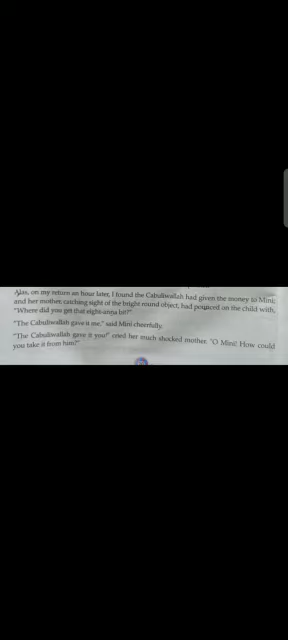 Alas, on my return an hour later, I found the Cabuliwallah had given the money to Mini;
and her mother, catching sight of the bright round object, had pounced on the child with,
"Where did you get that eight-anna bit?"
"The Cabuliwallah gave it me," said Mini cheerfully.
"The Cabuliwallah gave it you!" cried her much shocked mother. "O Mini! How could
you take it from him?"